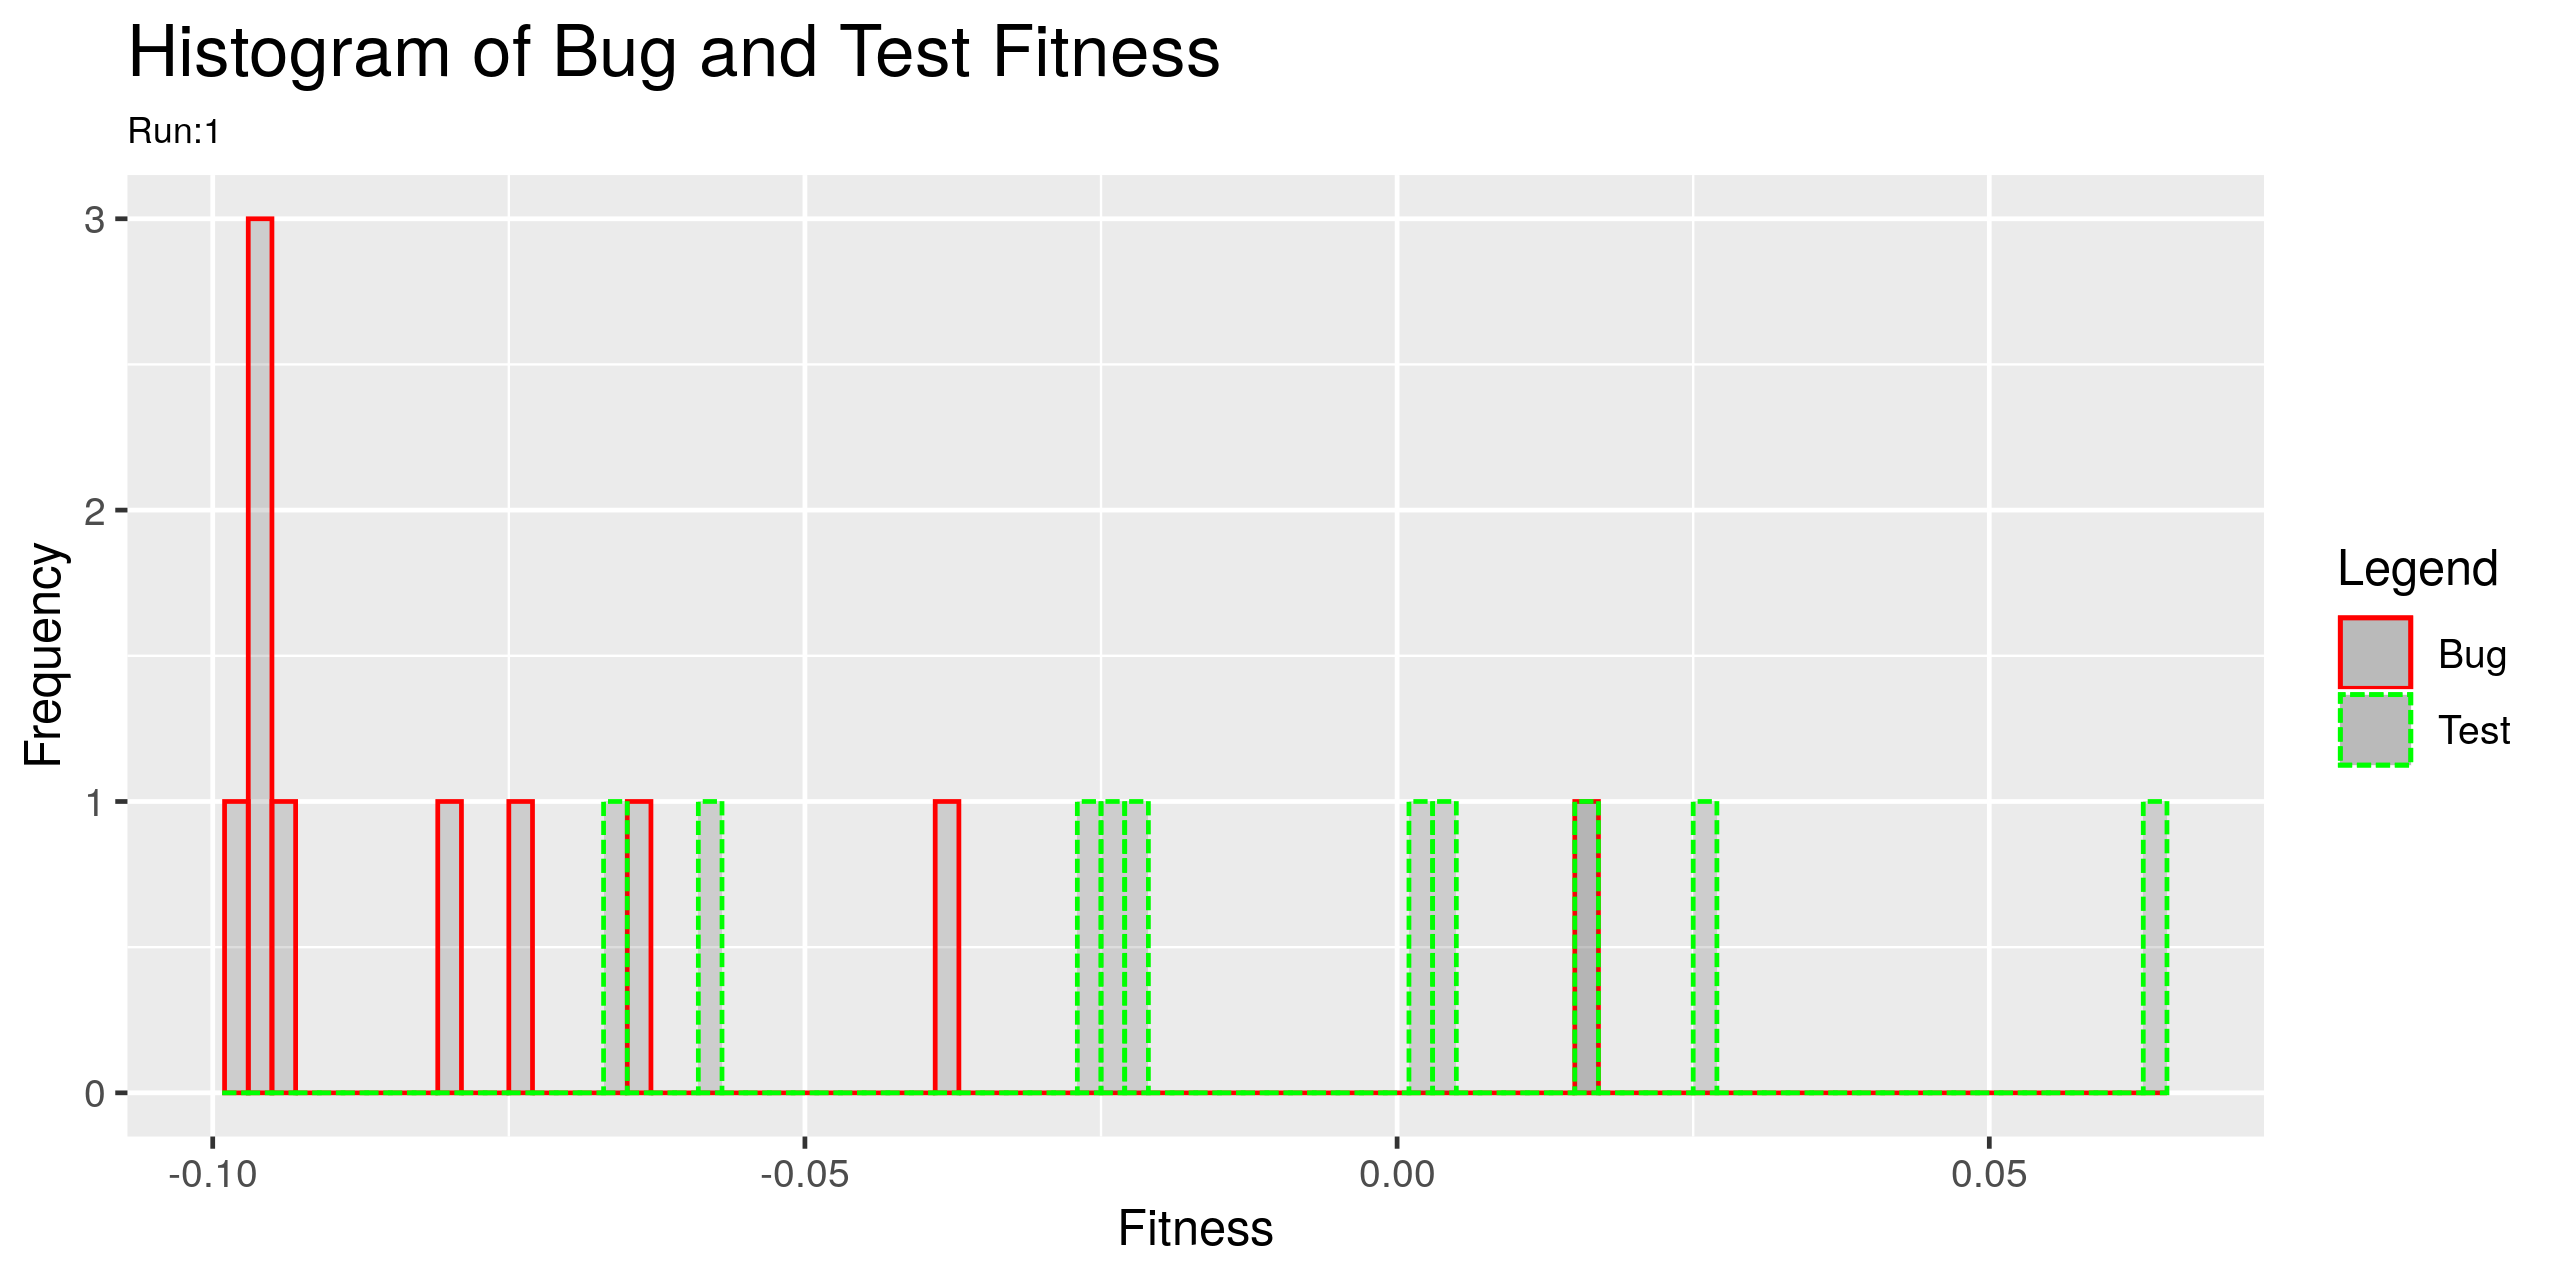 Histogram of Bug and Test Fitness
Run:1
3
2
1
0
Frequency
-0.10
-0.05
0.00
0.05
Fitness
Legend
Bug
Test